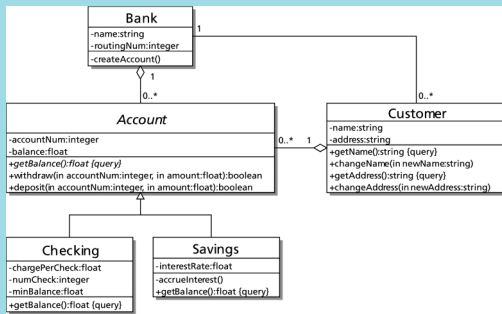 Bank
-name:string
-routingNum:integer
-createAccount()
1
1
0..*
0..*
Account
-accountNum:integer
-balance:float
+getBalance():float {query}
+withdraw(in accountNum:integer, in amount:float):boolean
+deposit(in accountNum:integer, in amount:float):boolean
0..*
1
Customer
-name:string
-address:string
+getName():string {query}
+changeName(in newName:string)
+getAddress():string {query}
+changeAddress(in newAddress:string)
Checking
-chargePerCheck:float
-numCheck:integer
-minBalance:float
+getBalance():float {query}
Savings
-interestRate:float
-accrueInterest()
+getBalance():float {query}